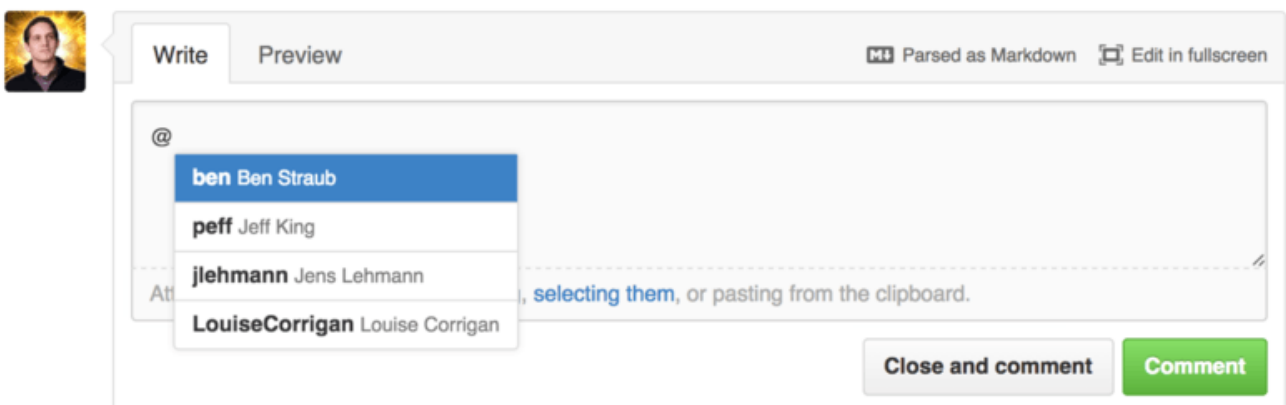 Write Preview Parsed as Markdown Edit in fullscreen
@
ben Ben Straub
peff Jeff King
jlehmann Jens Lehmann
, selecting them, or pasting from the clipboard.
LouiseCorrigan Louise Corrigan
Close and comment Comment